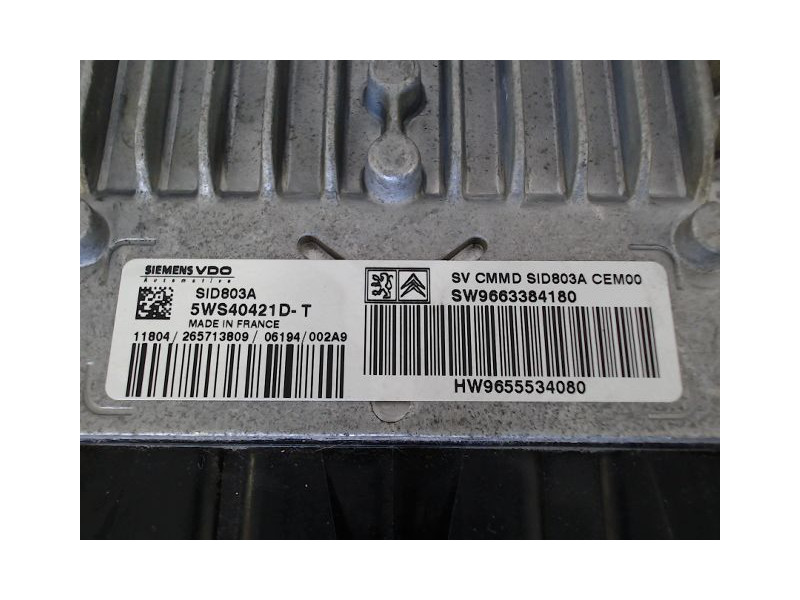 SIEMENS VDO
Automotive
SID803A
5WS40421D-T
MADE IN FRANCE
11804/265713809/06194/002A9
SV CMMD SID803A CEM00
SW9663384180
HW9655534080